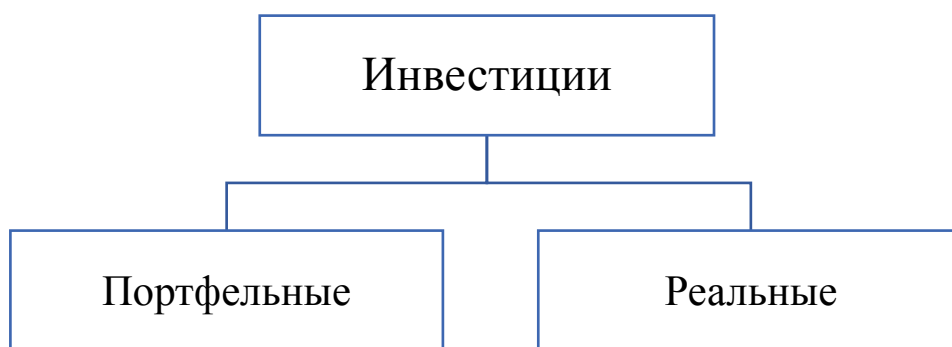 Инвестиции
Портфельные
Реальные